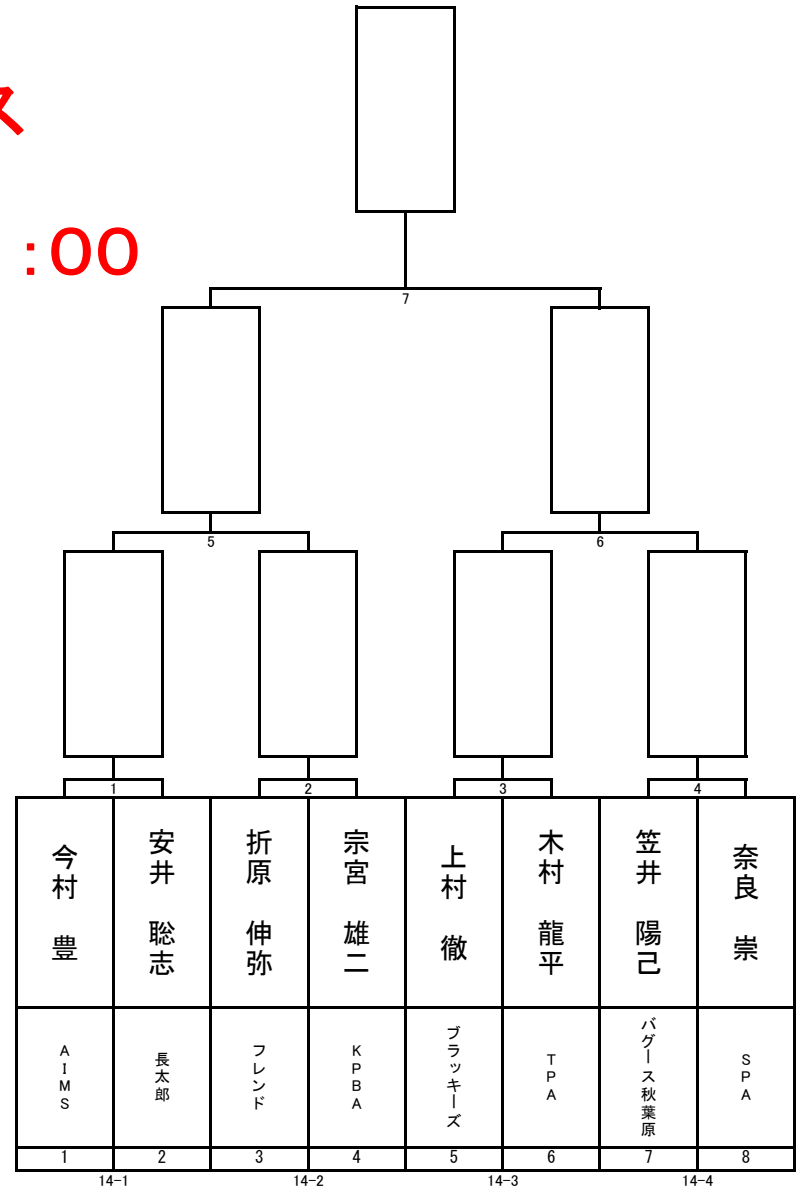 ス
:00
7
5
6
1
2
3
4
今村 豊
安井 聡志
折原 伸弥
宗宮 雄二
上村 徹
木村 龍平
笠井 陽己
奈良 崇
AIMS
長太郎
フレンド
KPBA
ブラッキーズ
TPA
バグース秋葉原
SPA
1
2
3
4
5
6
7
8
14-1
14-2
14-3
14-4